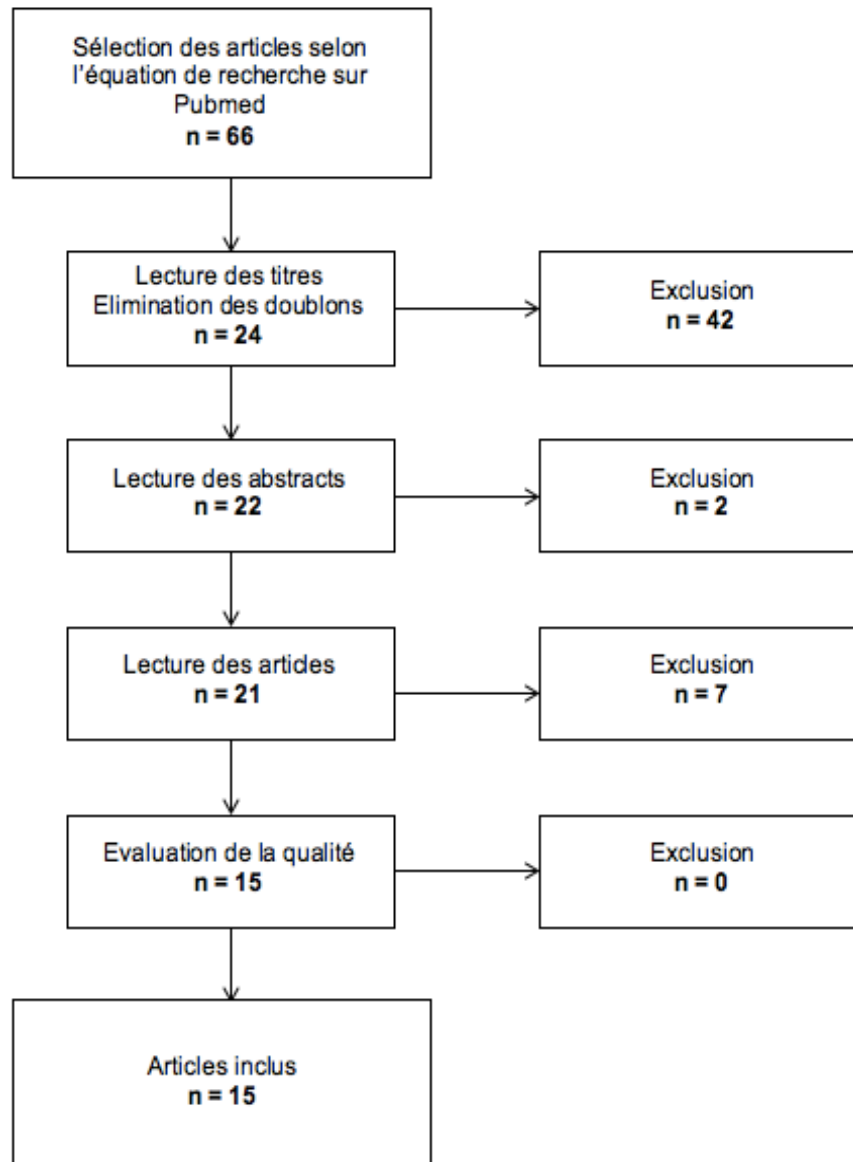 Sélection des articles selon
l'équation de recherche sur
Pubmed
n = 66
Lecture des titres
Elimination des doublons
n = 24
Exclusion
n = 42
Lecture des abstracts
n = 22
Exclusion
n = 2
Lecture des articles
n = 21
Exclusion
n = 7
Evaluation de la qualité
n = 15
Exclusion
n = 0
Articles inclus
n = 15